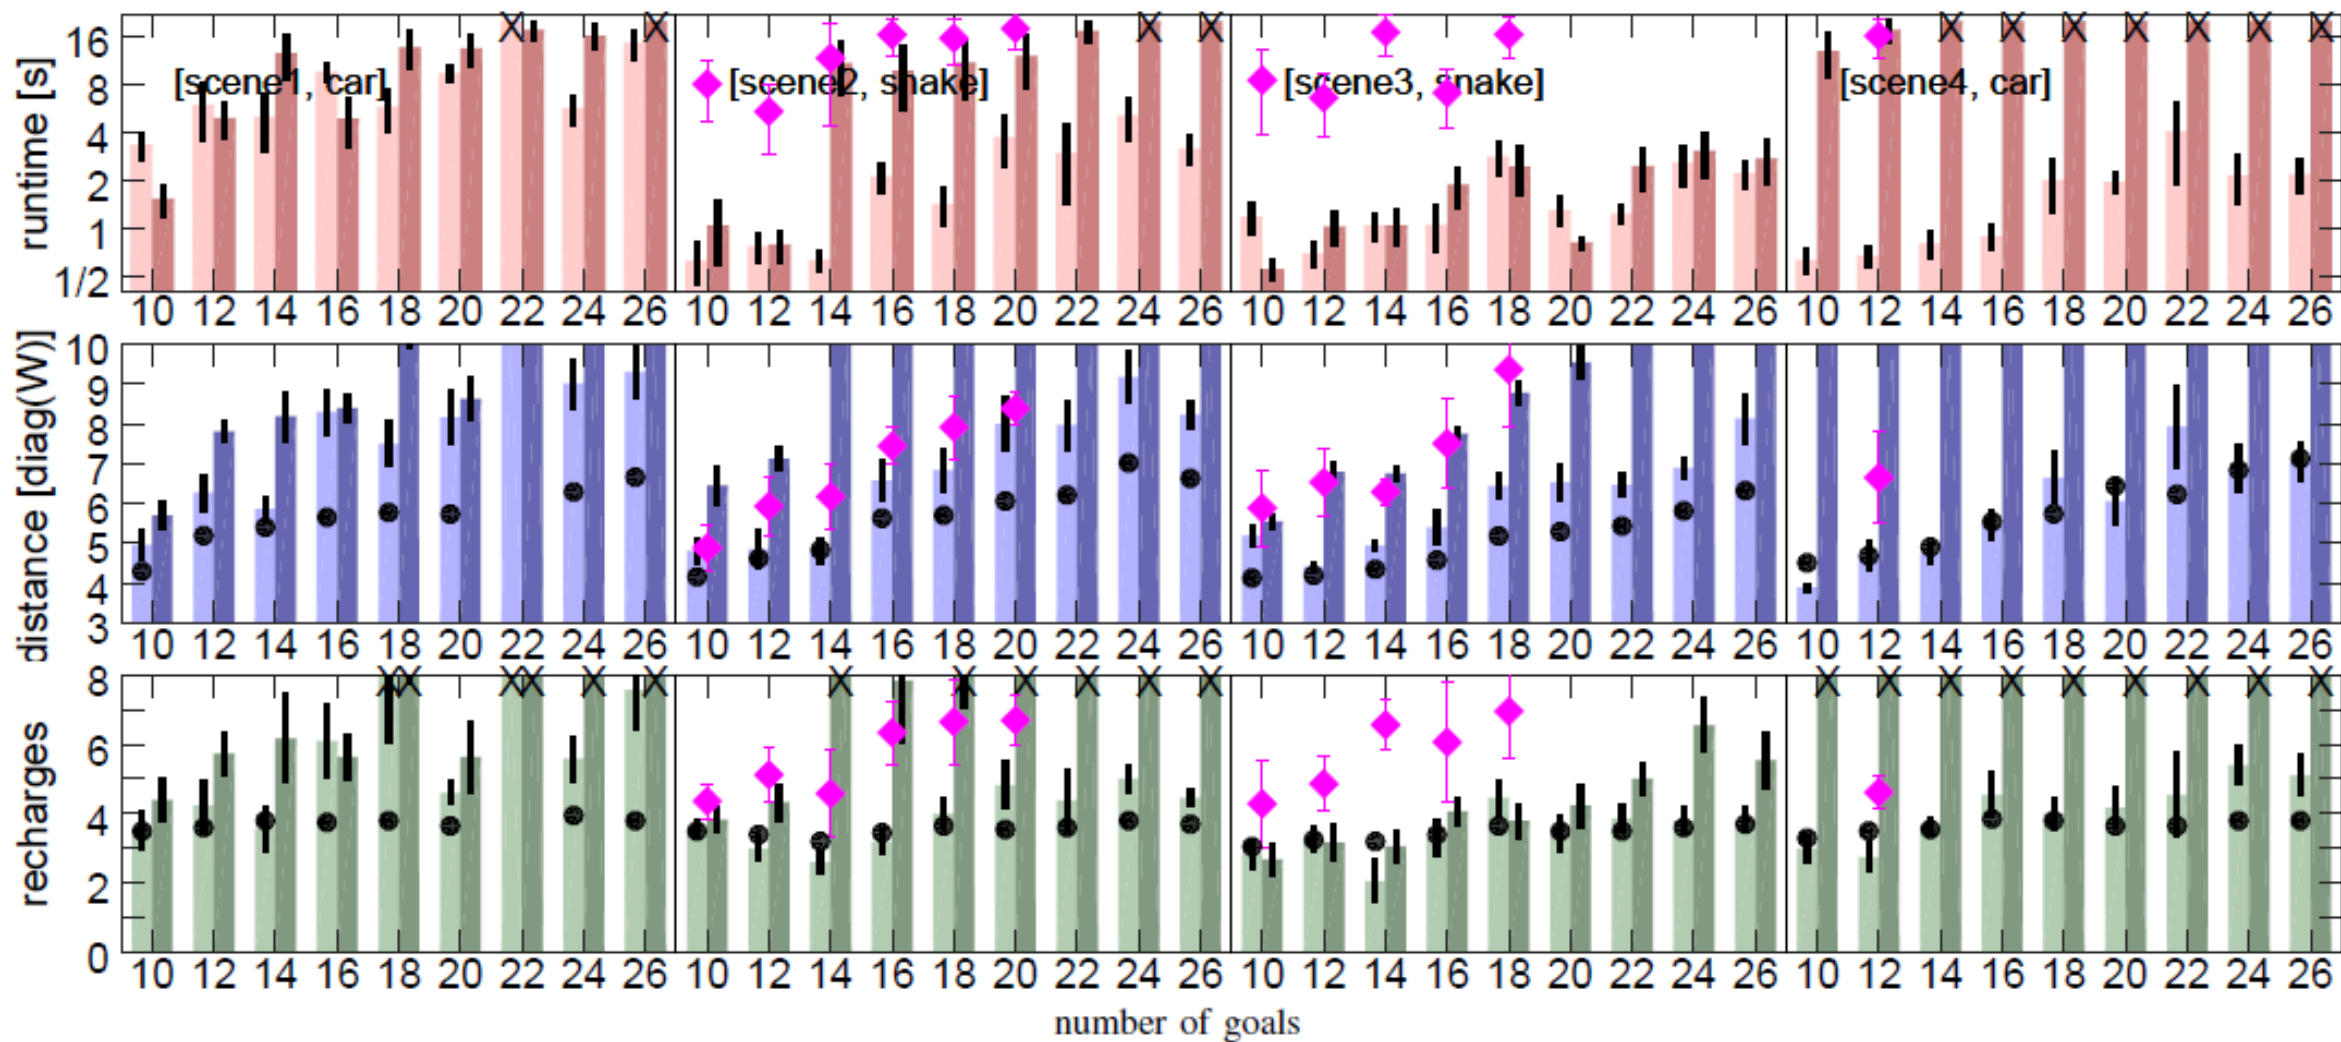 runtime [s]
16
8
4
2
1
1/2
[scene1, car]
[scene2, snake]
[scene3, snake]
[scene4, car]
X X X X X X X X X X X
10 12 14 16 18 20 22 24 26 10 12 14 16 18 20 22 24 26 10 12 14 16 18 20 22 24 26 10 12 14 16 18 20 22 24 26
distance [diag(W)]
10
9
8
7
6
5
4
3
10 12 14 16 18 20 22 24 26 10 12 14 16 18 20 22 24 26 10 12 14 16 18 20 22 24 26 10 12 14 16 18 20 22 24 26
recharges
8
6
4
2
0
X X X X X X X X X X X X X X X X X X X X X
10 12 14 16 18 20 22 24 26 10 12 14 16 18 20 22 24 26 10 12 14 16 18 20 22 24 26 10 12 14 16 18 20 22 24 26
number of goals